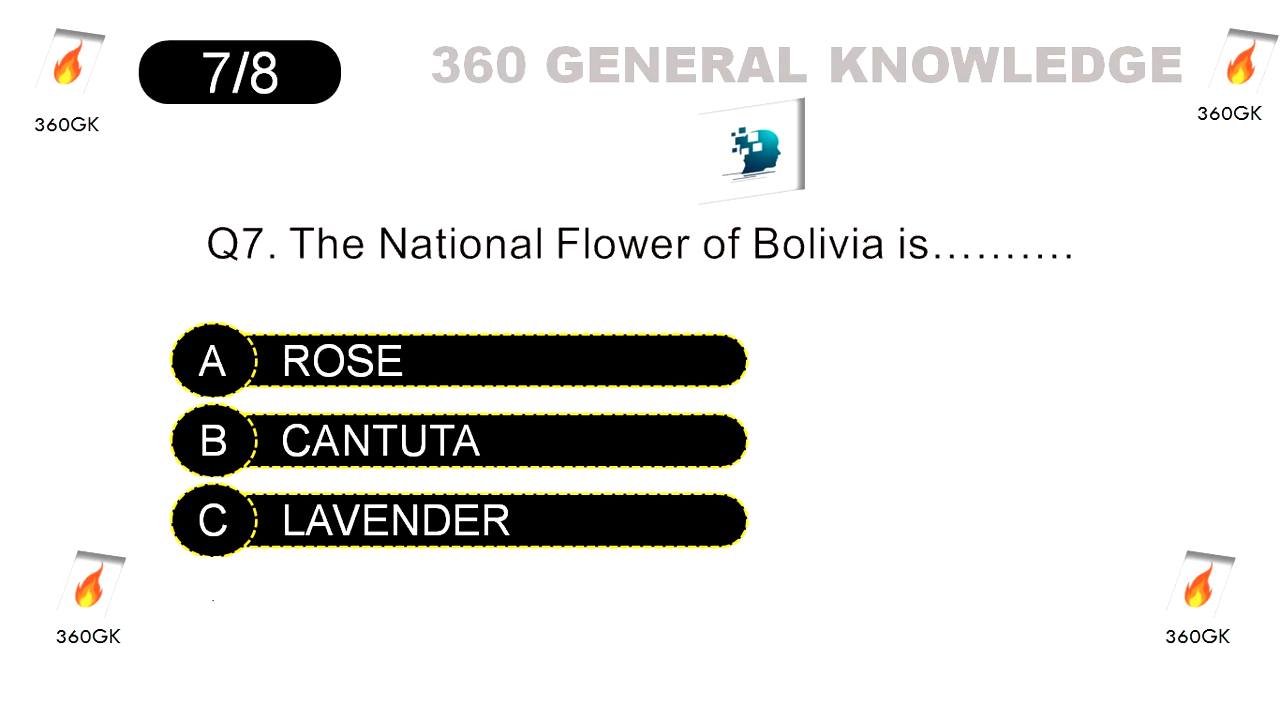 360GK
7/8
360 GENERAL KNOWLEDGE
360GK
Q7. The National Flower of Bolivia is..........
A ROSE
B CANTUTA
C LAVENDER
.
360GK
360GK